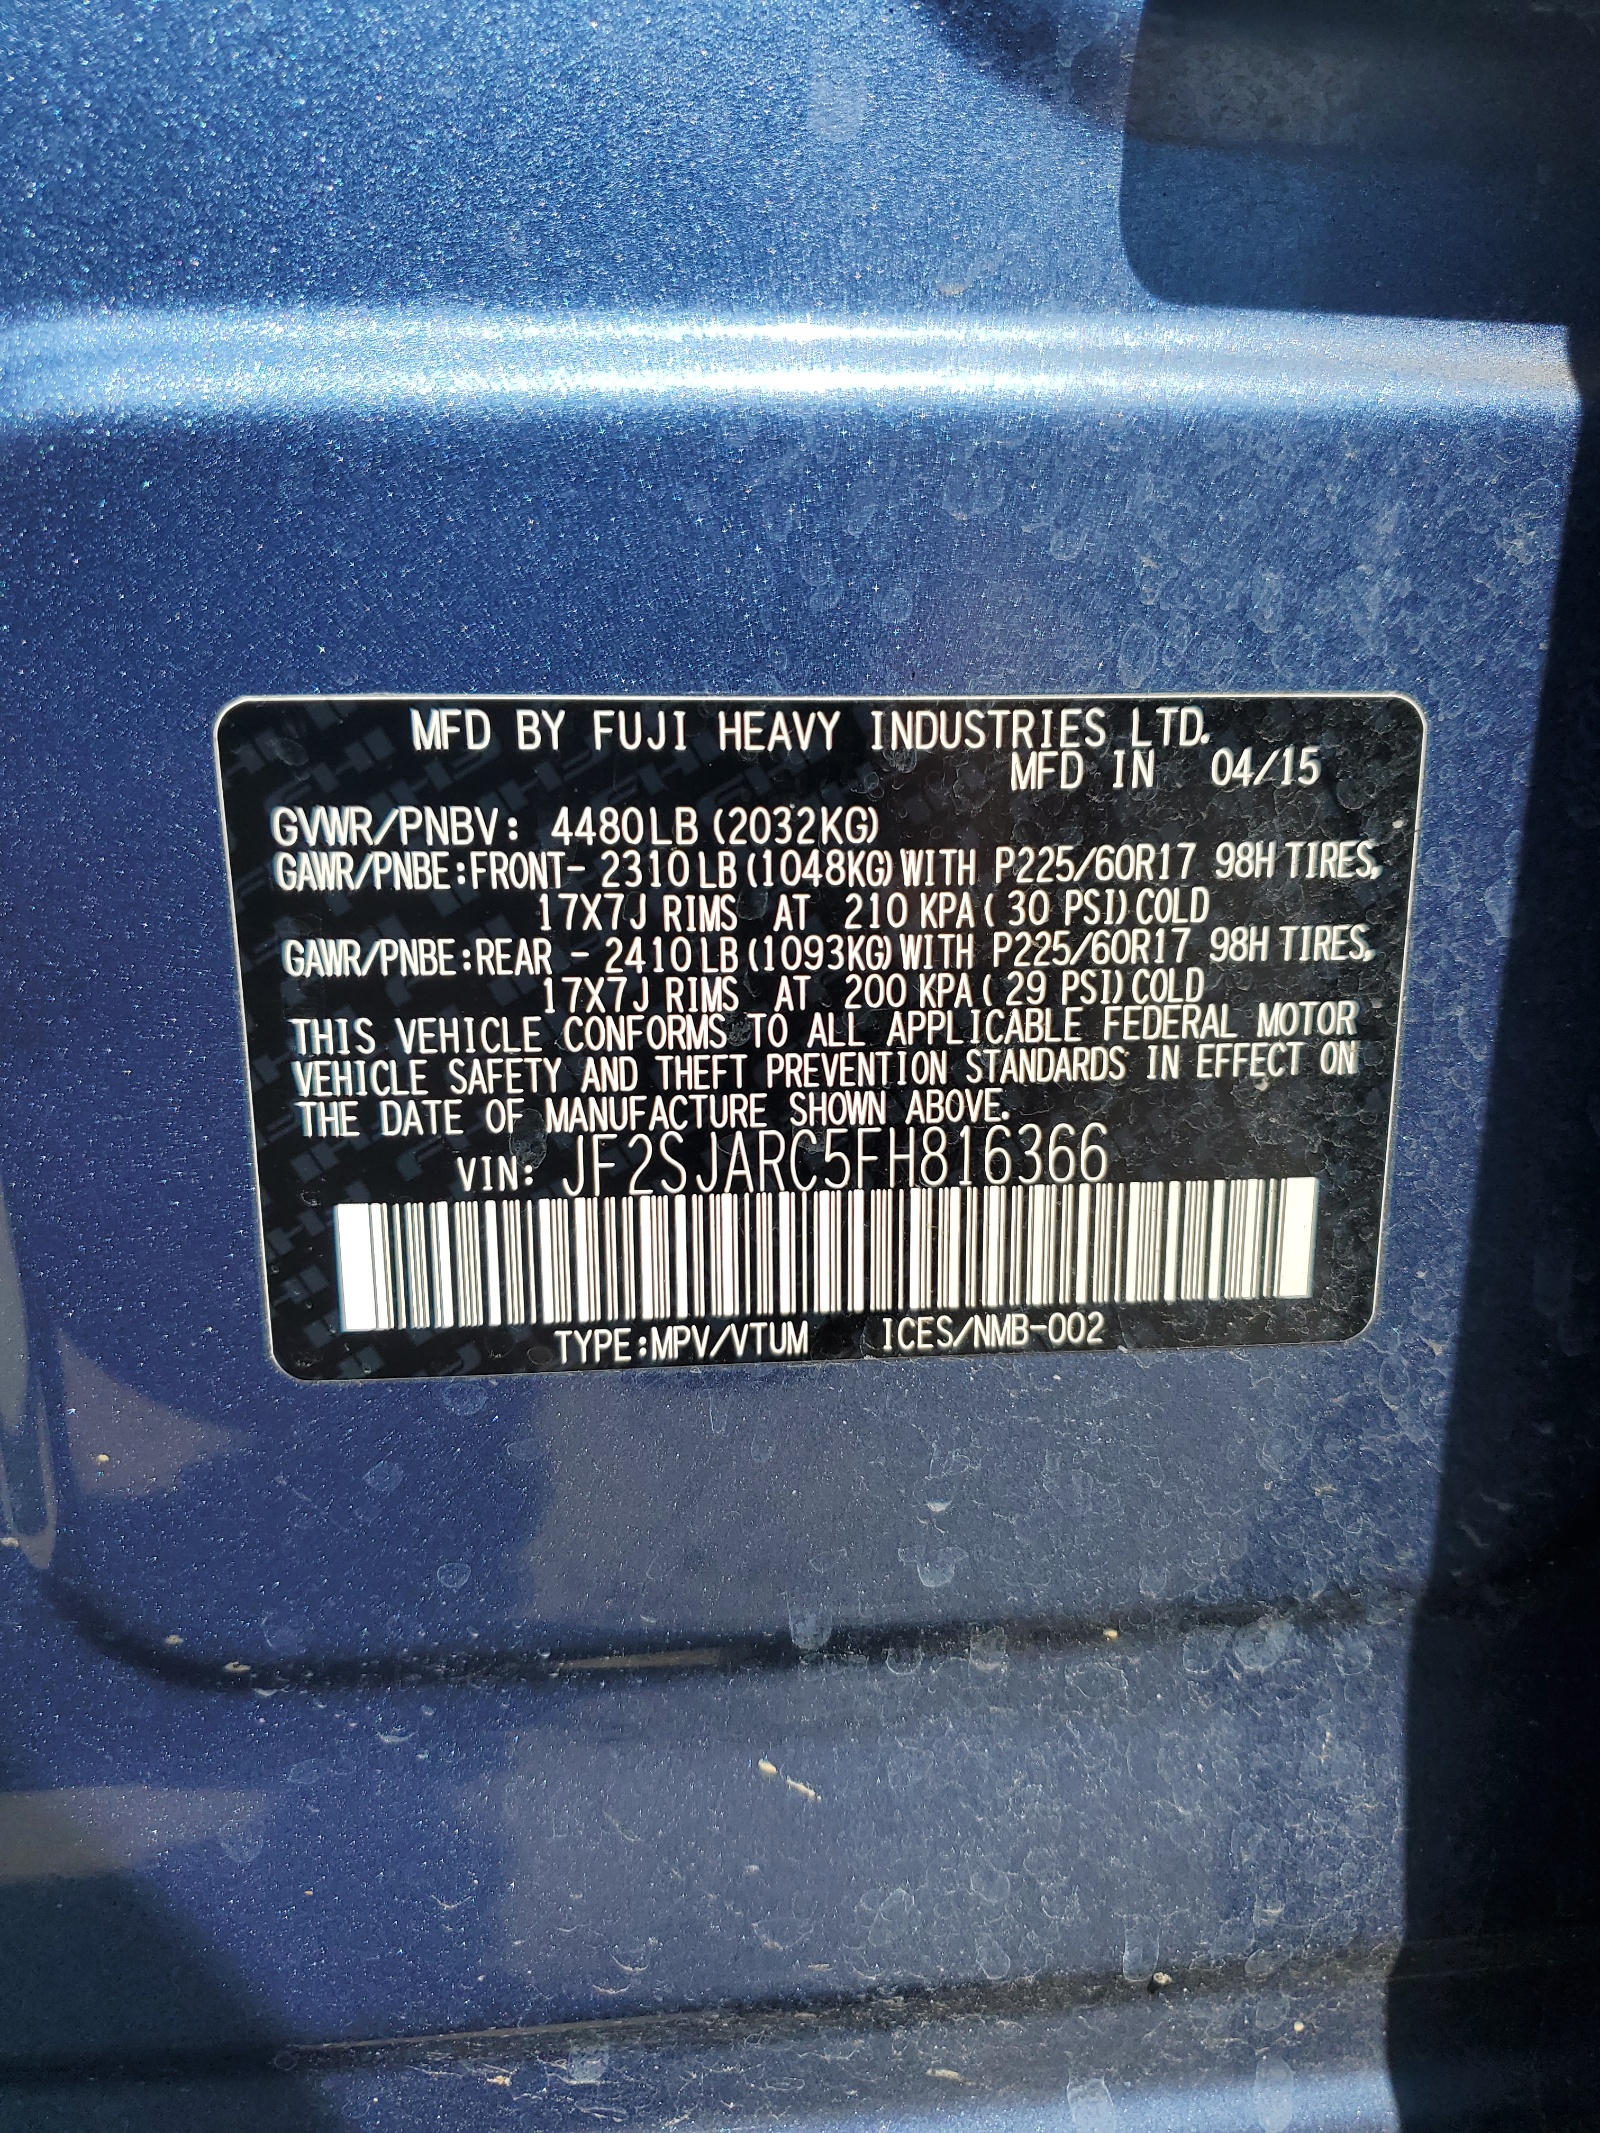 MFD BY FUJI HEAVY INDUSTRIES LTD.
MFD IN 04/15
GVWR/PNBV: 4480LB (2032KG)
GAWR/PNBE:FRONT- 2310LB(1048KG)WITH P225/60R17 98H TIRES,
17X7J RIMS AT 210 KPA( 30 PSI)COLD
GAWR/PNBE:REAR - 2410LB(1093KG)WITH P225/60R17 98H TIRES,
17X7J RIMS AT 200 KPA( 29 PSI)COLD
THIS VEHICLE CONFORMS TO ALL APPLICABLE FEDERAL MOTOR
VEHICLE SAFETY AND THEFT PREVENTION STANDARDS IN EFFECT ON
THE DATE OF MANUFACTURE SHOWN ABOVE.
VIN: JF2SJARC5FH816366
TYPE:MPV/VTUM ICES/NMB-002